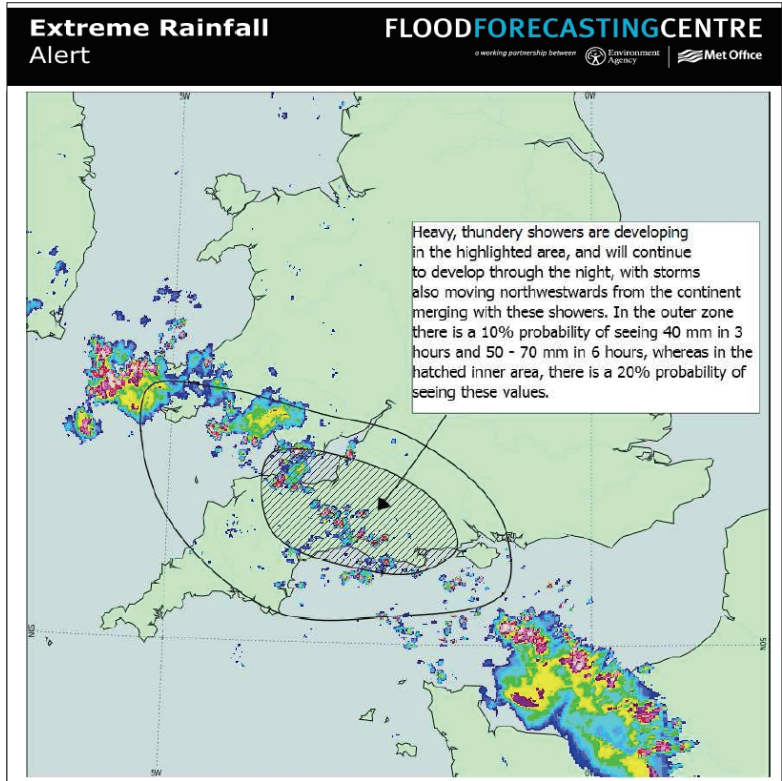 Extreme Rainfall
Alert
FLOODFORECASTINGCENTRE
a working partnership between
Environment
Agency
Met Office
5W
0W
Heavy, thundery showers are developing
in the highlighted area, and will continue
to develop through the night, with storms
also moving northwestwards from the continent
merging with these showers. In the outer zone
there is a 10% probability of seeing 40 mm in 3
hours and 50 - 70 mm in 6 hours, whereas in the
hatched inner area, there is a 20% probability of
seeing these values.
50N
50N
5W
0W